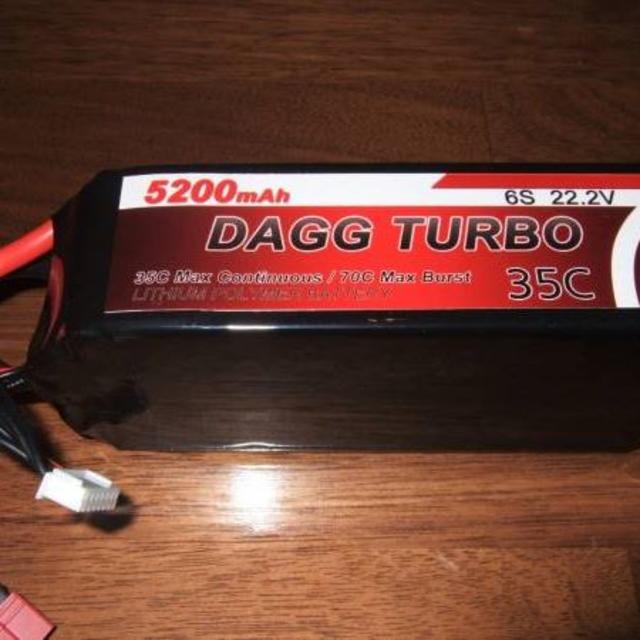 5200mAh
6S 22.2V
DAGG TURBO
35C Max Continuous / 70C Max Burst
LITHIUM POLYMER BATTERY
35C